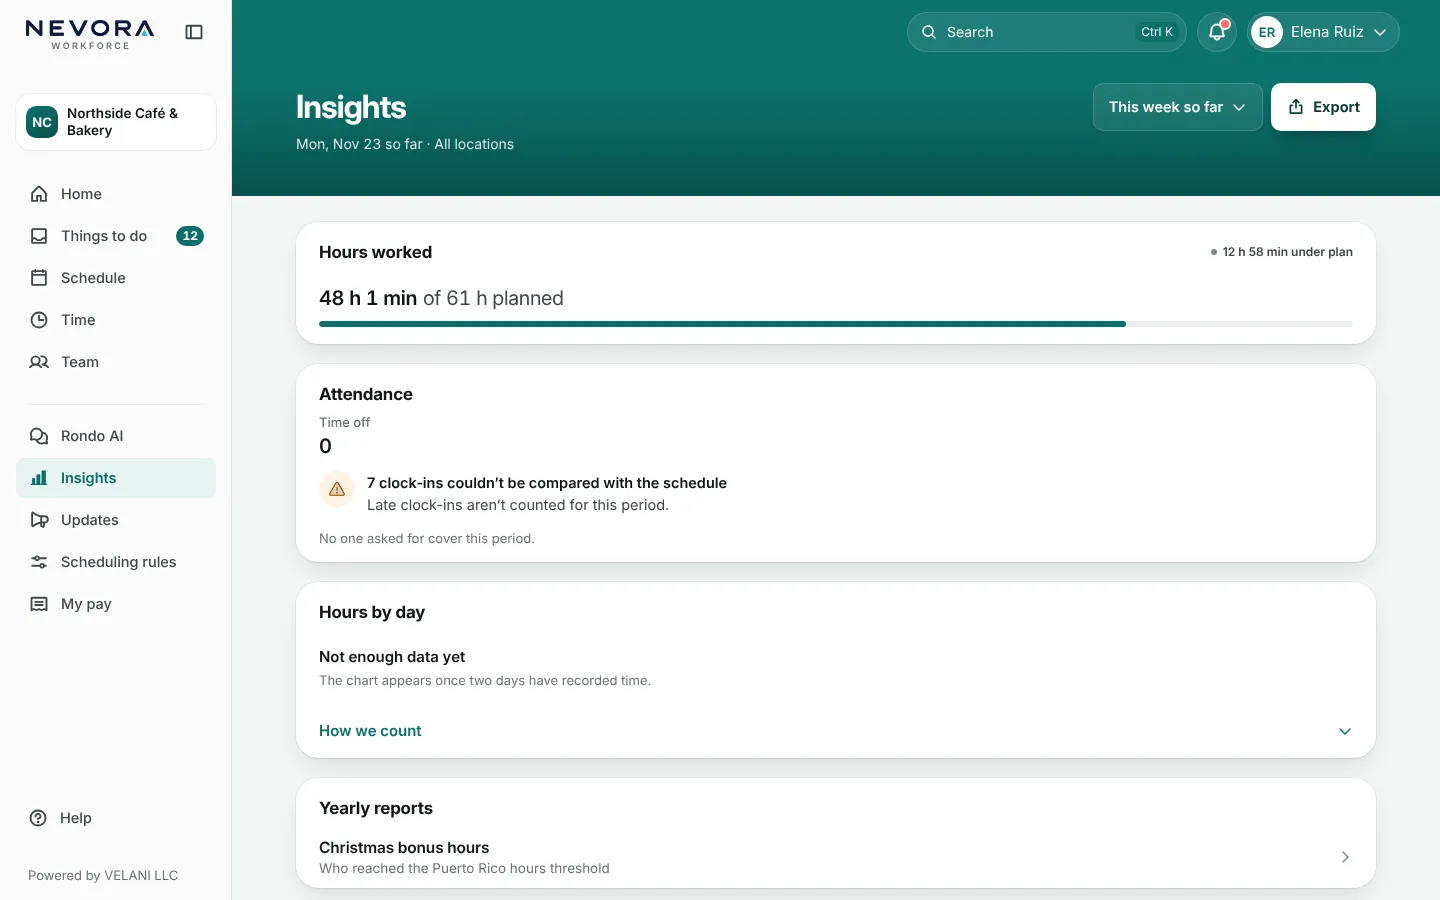 NEVORA
WORKFORCE
NC
Northside Café &
Bakery
Home
Things to do
12
Schedule
Time
Team
Rondo AI
Insights
Updates
Scheduling rules
My pay
Help
Powered by VELANI LLC
Search
Ctrl K
ER
Elena Ruiz
Insights
Mon, Nov 23 so far · All locations
This week so far
Export
Hours worked
12 h 58 min under plan
48 h 1 min of 61 h planned
Attendance
Time off
0
7 clock-ins couldn’t be compared with the schedule
Late clock-ins aren’t counted for this period.
No one asked for cover this period.
Hours by day
Not enough data yet
The chart appears once two days have recorded time.
How we count
Yearly reports
Christmas bonus hours
Who reached the Puerto Rico hours threshold